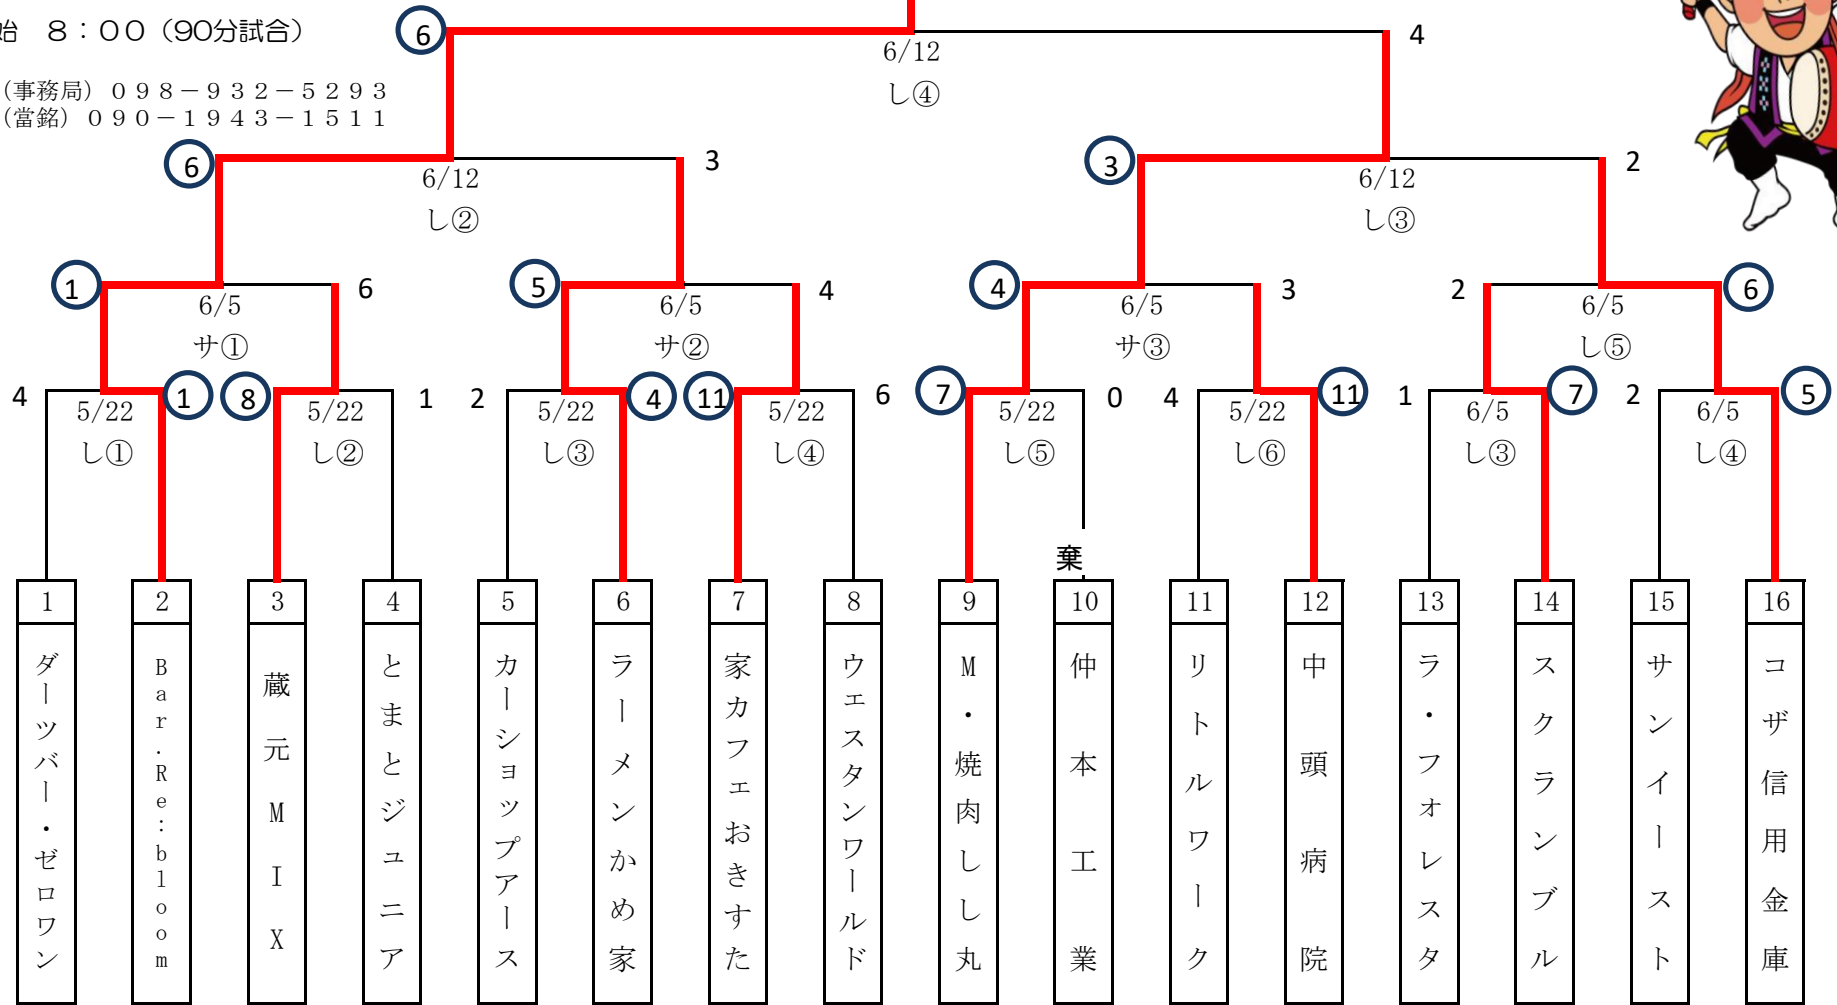 始　８：００（90分試合）
（事務局）０９８－９３２－５２９３
（當銘）０９０－１９４３－１５１１
6
4
6/12
し④
6
3
6/12
し②
3
2
6/12
し③
1
6
6/5
サ①
5
4
6/5
サ②
4
3
6/5
サ③
2
6
6/5
し⑤
4
1
5/22
し①
8
1
5/22
し②
2
4
5/22
し③
11
6
5/22
し④
7
0
5/22
し⑤
4
11
5/22
し⑥
1
7
6/5
し③
2
5
6/5
し④
棄
1
ダーツバー・ゼロワン
2
Bar.Re:bloom
3
蔵元MIX
4
とまとジュニア
5
カーショップアース
6
ラーメンかめ家
7
家カフェおきすた
8
ウェスタンワールド
9
M・焼肉しし丸
10
仲本工業
11
リトルワーク
12
中頭病院
13
ラ・フォレスタ
14
スクランブル
15
サンイースト
16
コザ信用金庫